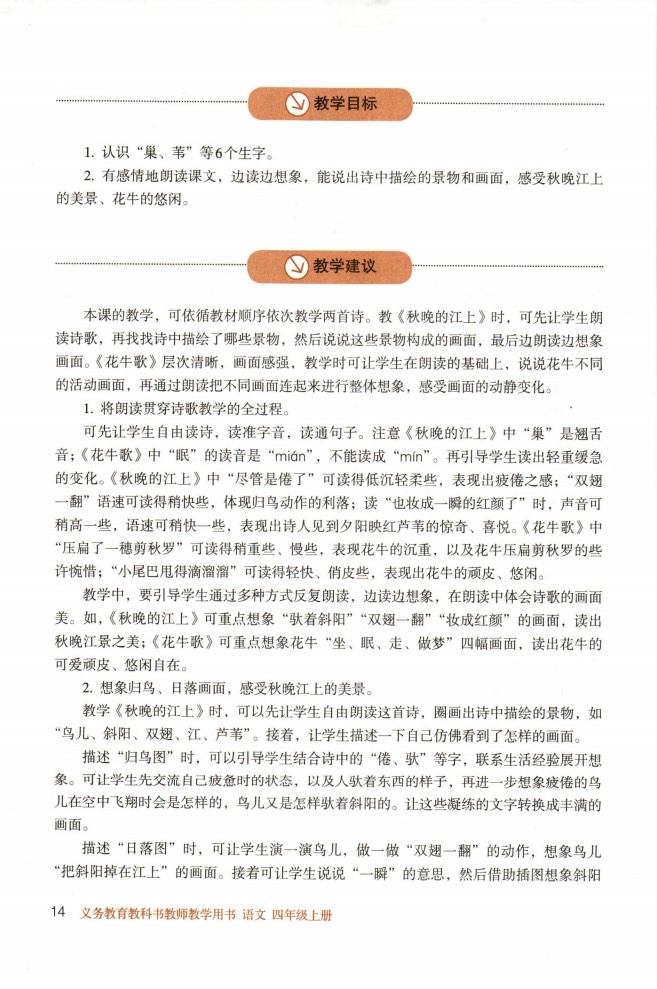 教学目标
1. 认识“巢、苇”等6个生字。
2. 有感情地朗读课文，边读边想象，能说出诗中描绘的景物和画面，感受秋晚江上
的美景、花牛的悠闲。
教学建议
本课的教学，可依循教材顺序依次教学两首诗。教《秋晚的江上》时，可先让学生朗
读诗歌，再找找诗中描绘了哪些景物，然后说说这些景物构成的画面，最后边朗读边想象
画面。《花牛歌》层次清晰，画面感强，教学时可让学生在朗读的基础上，说说花牛不同
的活动画面，再通过朗读把不同画面连起来进行整体想象，感受画面的动静变化。
1. 将朗读贯穿诗歌教学的全过程。
可先让学生自由读诗，读准字音，读通句子。注意《秋晚的江上》中“巢”是翘舌
音；《花牛歌》中“眠”的读音是“mián”，不能读成“mín”。再引导学生读出轻重缓急
的变化。《秋晚的江上》中“尽管是倦了”可读得低沉轻柔些，表现出疲倦之感；“双翅
一翻”语速可读得稍快些，体现归鸟动作的利落；读“也妆成一瞬的红颜了”时，声音可
稍高一些，语速可稍快一些，表现出诗人见到夕阳映红芦苇的惊奇、喜悦。《花牛歌》中
“压扁了一穗剪秋罗”可读得稍重些、慢些，表现花牛的沉重，以及花牛压扁剪秋罗的些
许惋惜；“小尾巴甩得滴溜溜”可读得轻快、俏皮些，表现出花牛的顽皮、悠闲。
教学中，要引导学生通过多种方式反复朗读，边读边想象，在朗读中体会诗歌的画面
美。如，《秋晚的江上》可重点想象“驮着斜阳”“双翅一翻”“妆成红颜”的画面，读出
秋晚江景之美；《花牛歌》可重点想象花牛“坐、眠、走、做梦”四幅画面，读出花牛的
可爱顽皮、悠闲自在。
2. 想象归鸟、日落画面，感受秋晚江上的美景。
教学《秋晚的江上》时，可以先让学生自由朗读这首诗，圈画出诗中描绘的景物，如
“鸟儿、斜阳、双翅、江、芦苇”。接着，让学生描述一下自己仿佛看到了怎样的画面。
描述“归鸟图”时，可以引导学生结合诗中的“倦、驮”等字，联系生活经验展开想
象。可让学生先交流自己疲惫时的状态，以及人驮着东西的样子，再进一步想象疲倦的鸟
儿在空中飞翔时会是怎样的，鸟儿又是怎样驮着斜阳的。让这些凝练的文字转换成丰满的
画面。
描述“日落图”时，可让学生演一演鸟儿，做一做“双翅一翻”的动作，想象鸟儿
“把斜阳掉在江上”的画面。接着可让学生说说“一瞬”的意思，然后借助插图想象斜阳
14 义务教育教科书教师教学用书 语文 四年级上册